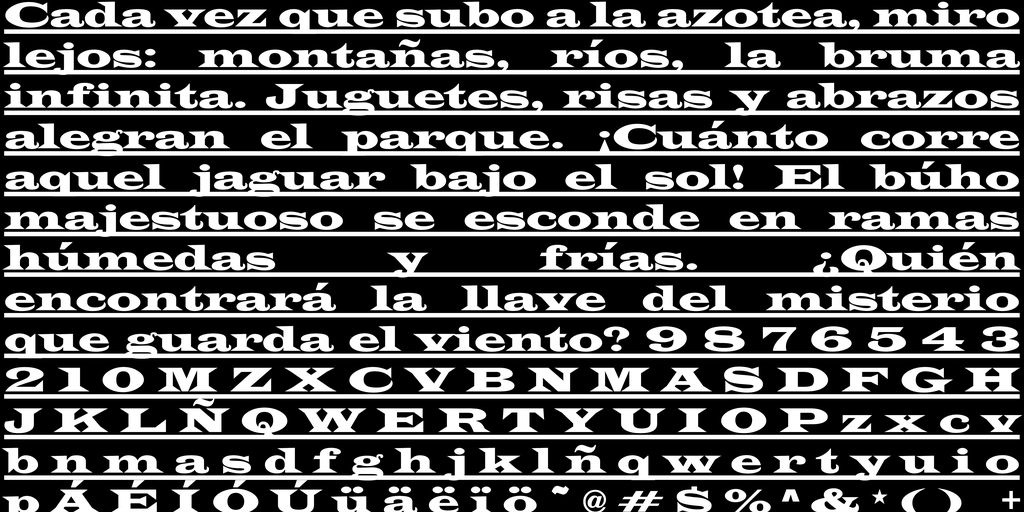 Cada vez que subo a la azotea, miro
lejos: montañas, ríos, la bruma
infinita. Juguetes, risas y abrazos
alegran el parque. ¡Cuánto corre
aquel jaguar bajo el sol! El búho
majestuoso se esconde en ramas
húmedas y frías. ¿Quién
encontrará la llave del misterio
que guarda el viento? 9 8 7 6 5 4 3
2 1 0 M Z X C V B N M A S D F G H
J K L Ñ Q W E R T Y U I O P z x c v
b n m a s d f g h j k l ñ q w e r t y u i o
p Á É Í Ó Ú ü ä ë ï ö ~ @ # $ % ^ & * ( ) +